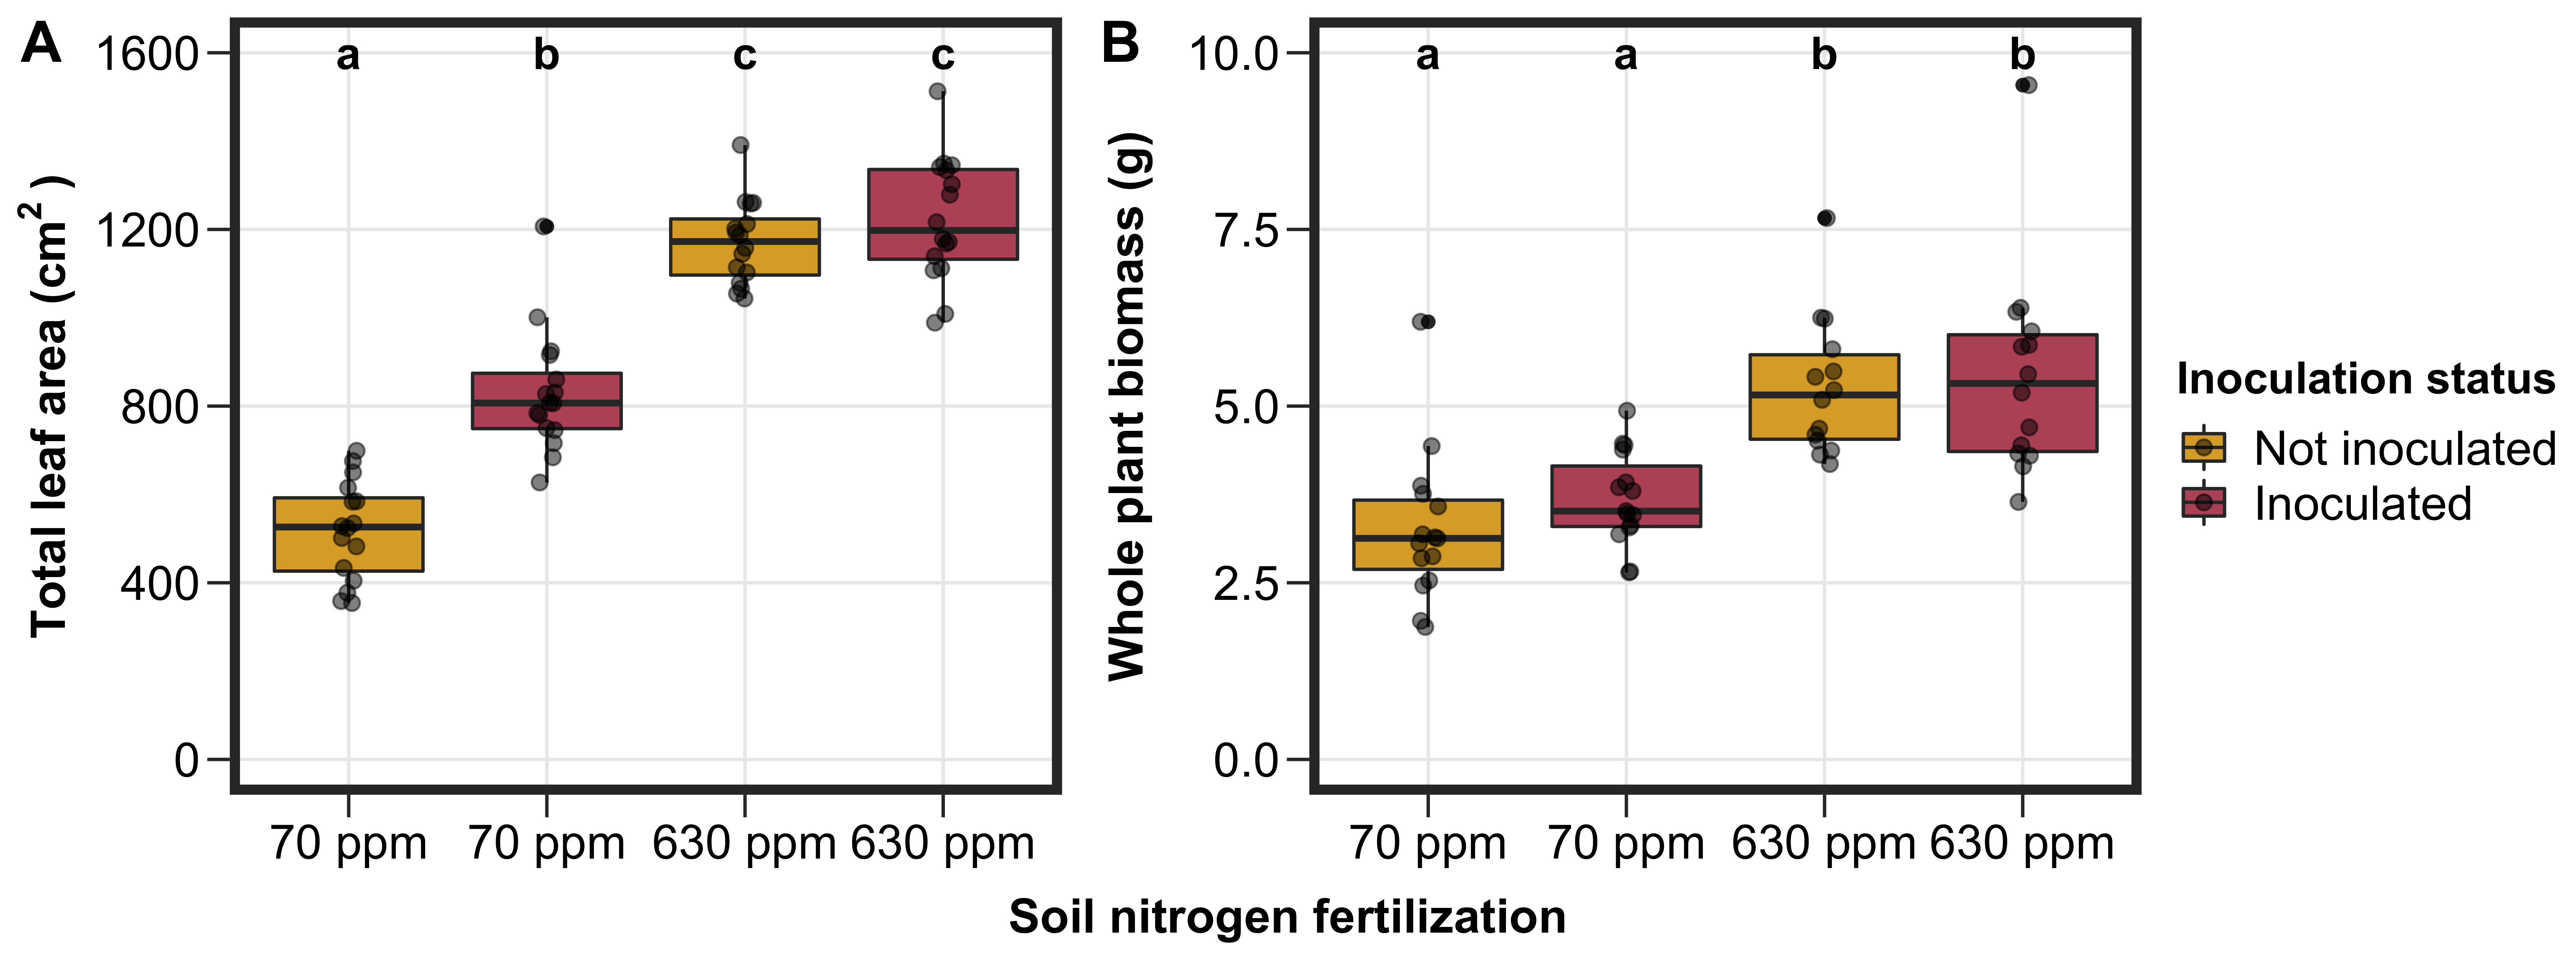 A
Total leaf area (cm2)
1600
1200
800
400
0
a b c c
70 ppm 70 ppm 630 ppm 630 ppm
B
Whole plant biomass (g)
10.0
7.5
5.0
2.5
0.0
a a b b
70 ppm 70 ppm 630 ppm 630 ppm
Soil nitrogen fertilization
Inoculation status
Not inoculated
Inoculated